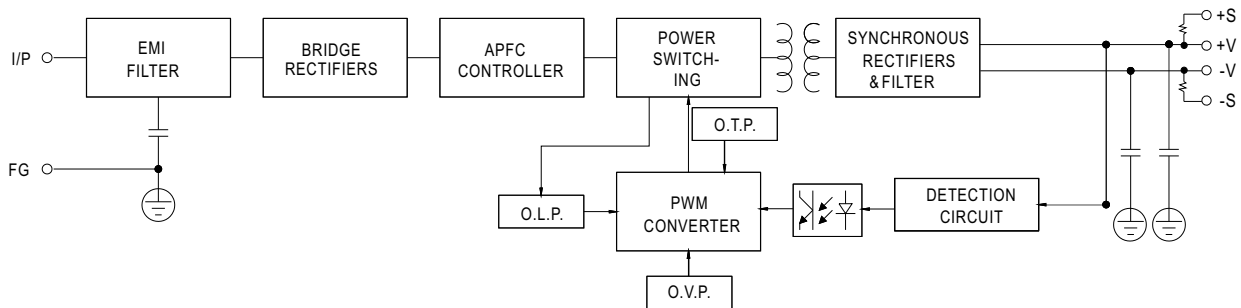 I/P
EMI
FILTER
BRIDGE
RECTIFIERS
APFC
CONTROLLER
POWER
SWITCH-
ING
SYNCHRONOUS
RECTIFIERS
&FILTER
+S
+V
-V
-S
O.T.P.
FG
O.L.P.
PWM
CONVERTER
DETECTION
CIRCUIT
O.V.P.